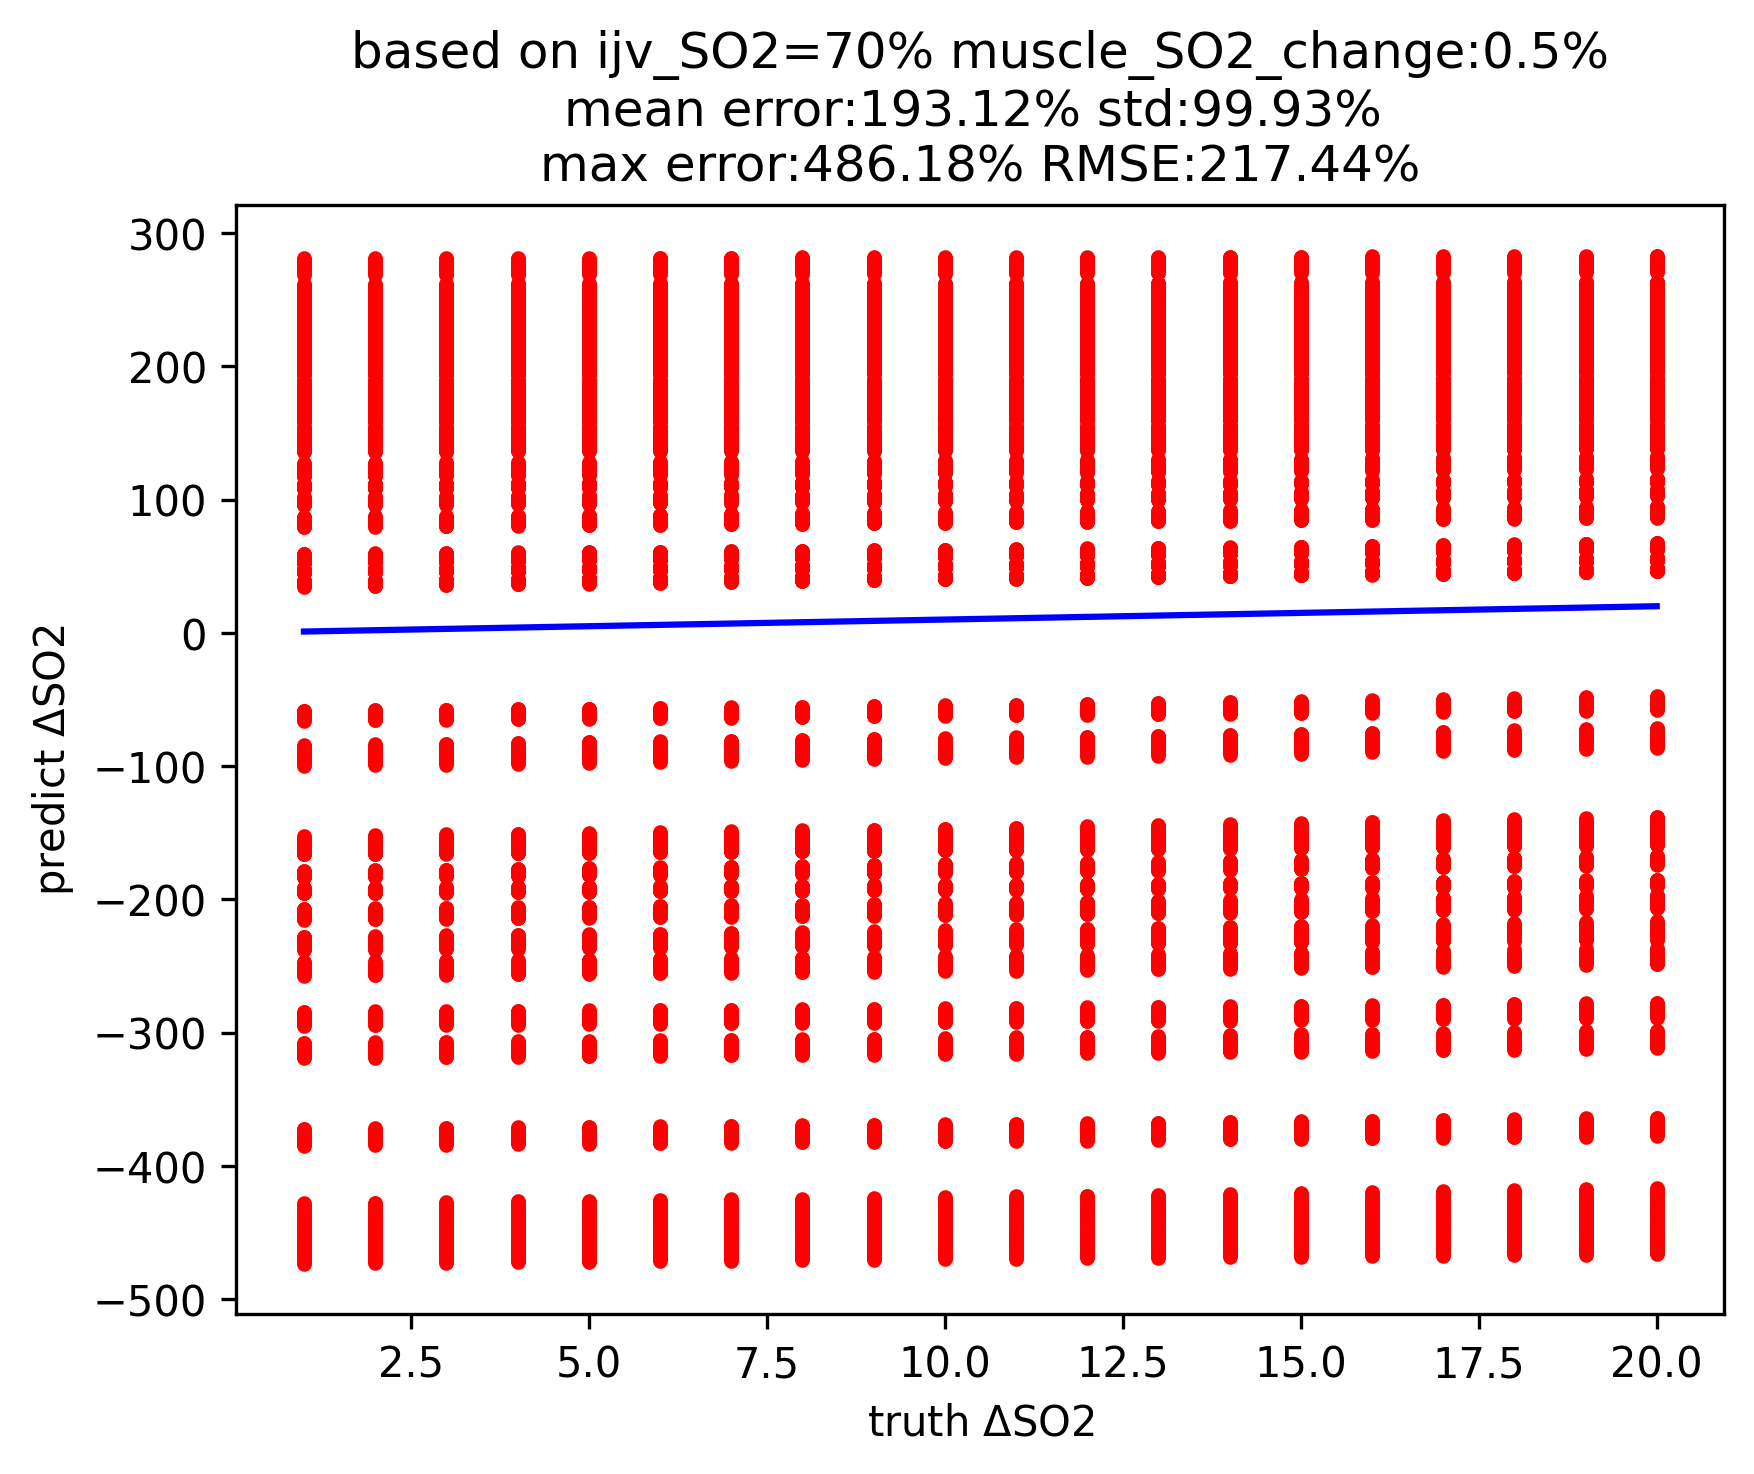 based on ijv_SO2=70% muscle_SO2_change:0.5%
mean error:193.12% std:99.93%
max error:486.18% RMSE:217.44%
300
200
100
0
−100
−200
−300
−400
−500
predict ΔSO2
2.5 5.0 7.5 10.0 12.5 15.0 17.5 20.0
truth ΔSO2